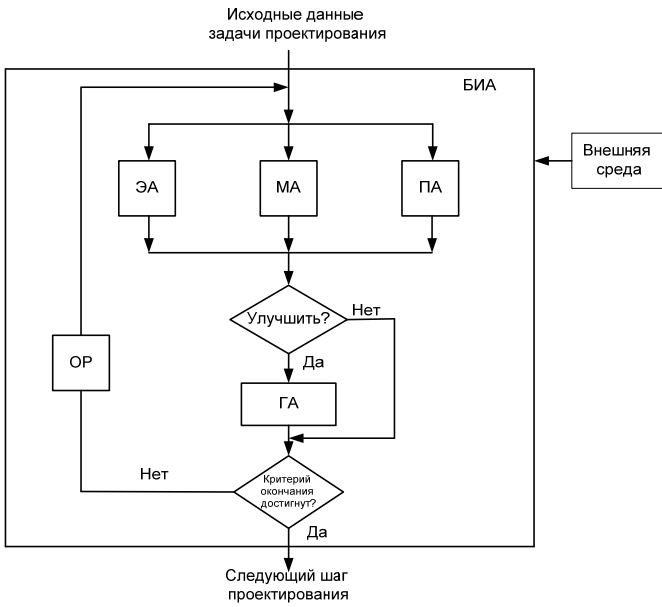 Исходные данные
задачи проектирования
БИА
Внешняя
среда
ЭА
МА
ПА
Улучшить?
Нет
Да
ОР
ГА
Нет
Критерий
окончания
достигнут?
Да
Следующий шаг
проектирования